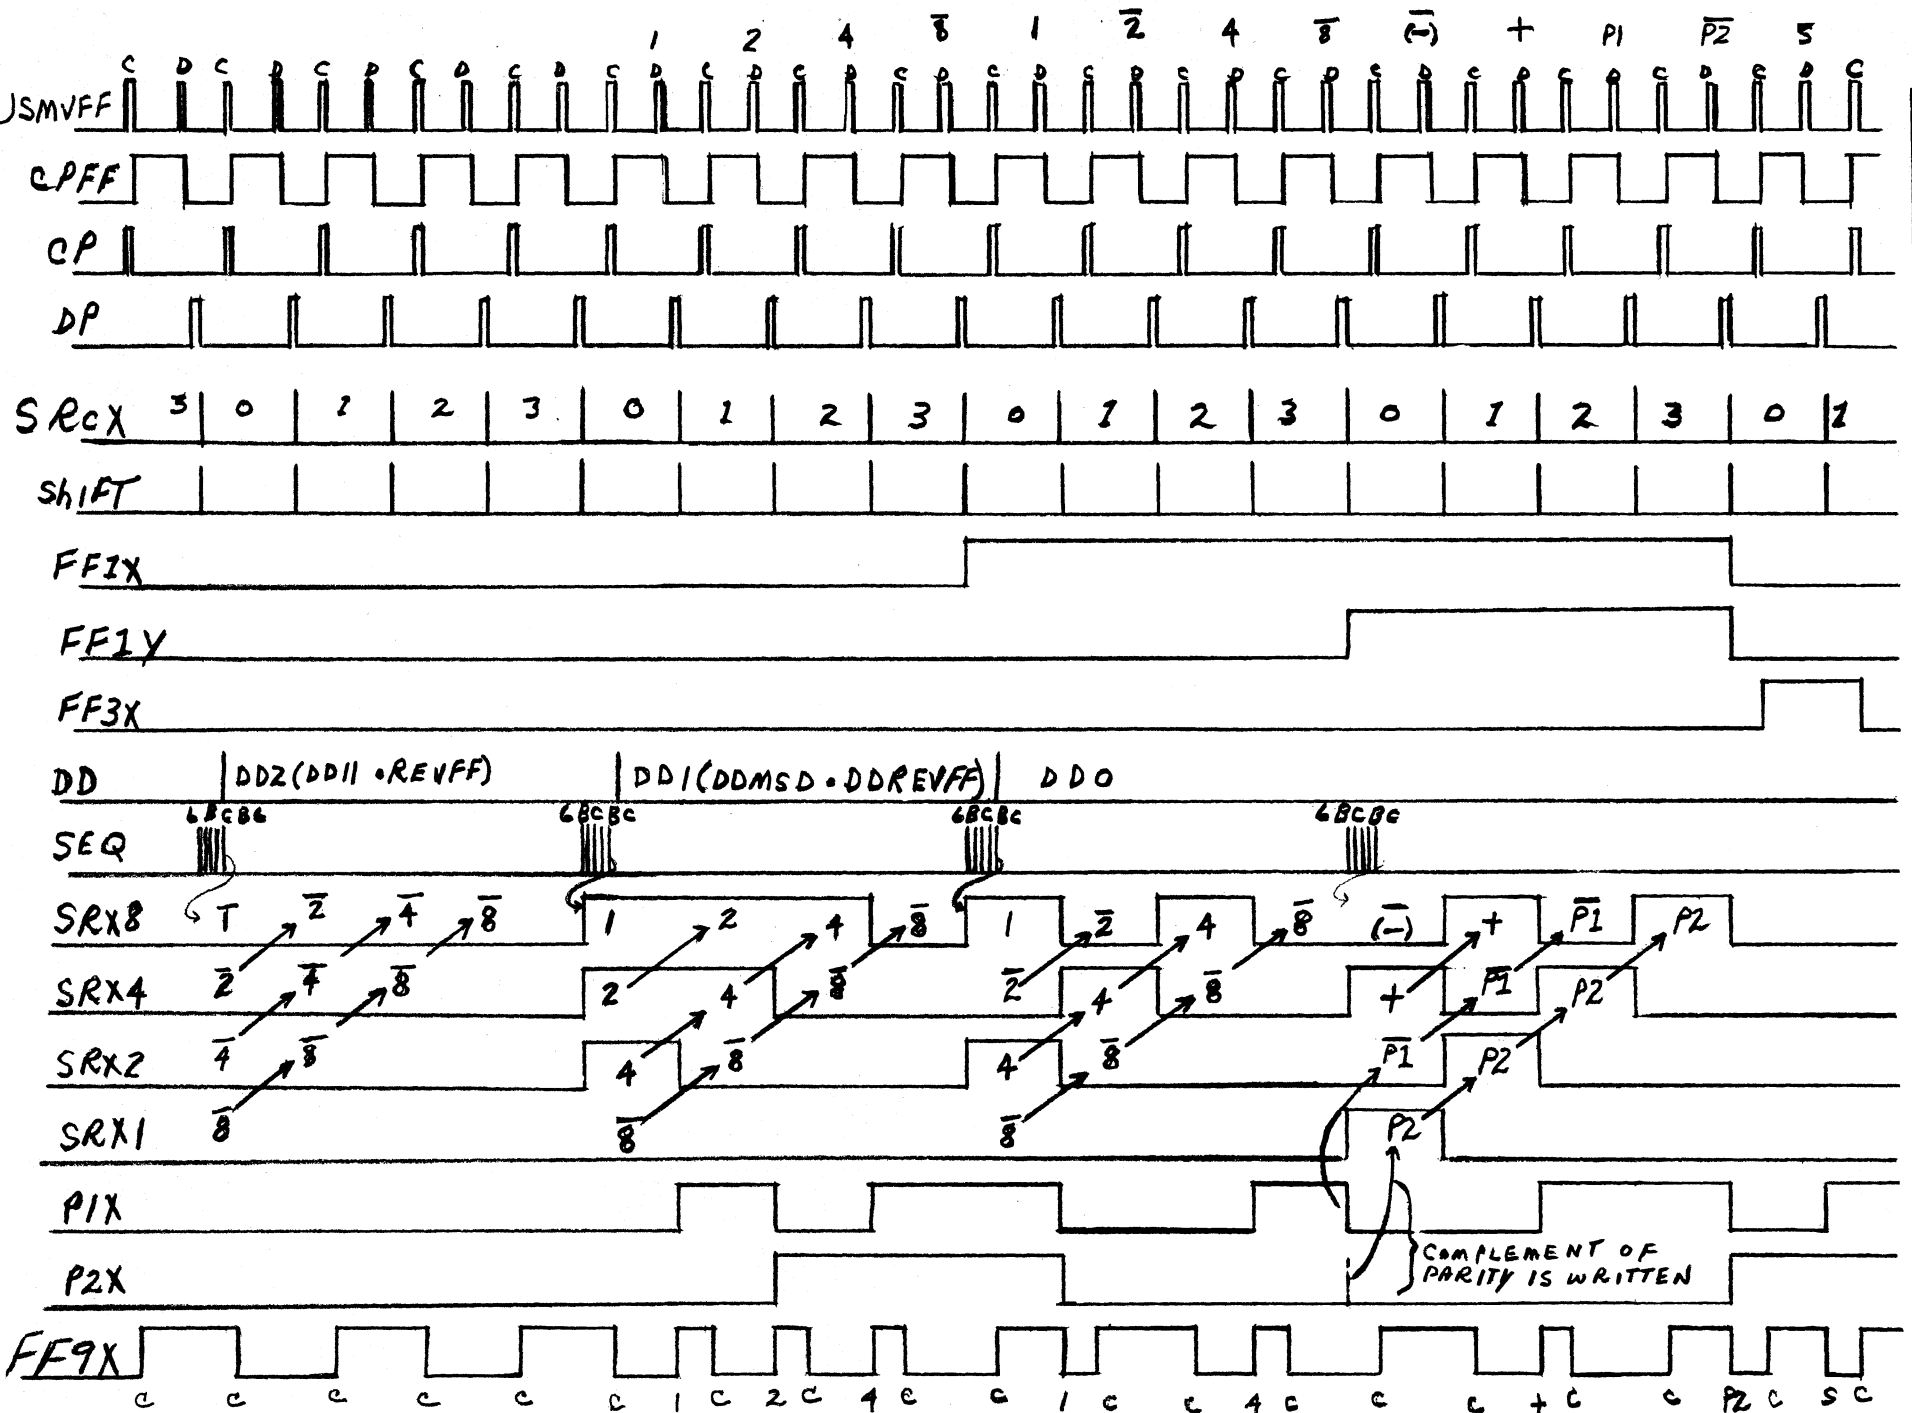 1 2 4 8̅ 1 2̅ 4 8̅ (̅-̅)̅ + P1 P̅2̅ 5
C D C D C D C D C D C D C D C D C D C D C D C D C D C D C D C D C D C D C
JSMVFF
CPFF
CP
DP
SRCX 3 0 1 2 3 0 1 2 3 0 1 2 3 0 1 2 3 0 1
ShIFT
FF1X
FF1Y
FF3X
DD DD2(DD11 •REVFF) DD1(DDMSD•DDREVFF) DD0
GBCBC GBCBC GBCBC GBCBC
SEQ
SRX8 T 2̅ 4̅ 8̅ 1 2 4 8̅ 1 2̅ 4 8̅ (̅-̅)̅ + P̅1̅ P2
SRX4 2̅ 4̅ 8̅ 2 4 8̅ 2̅ 4 8̅ + P̅1̅ P2
SRX2 4̅ 8̅ 4 8̅ 4 8̅ P̅1̅ P2
SRX1 8̅ 8̅ 8̅ P2
P1X
COMPLEMENT OF
PARITY IS WRITTEN
P2X
FF9X
C C C C C C 1 C 2 C 4 C C 1 C C 4 C C C + C C P2 C S C